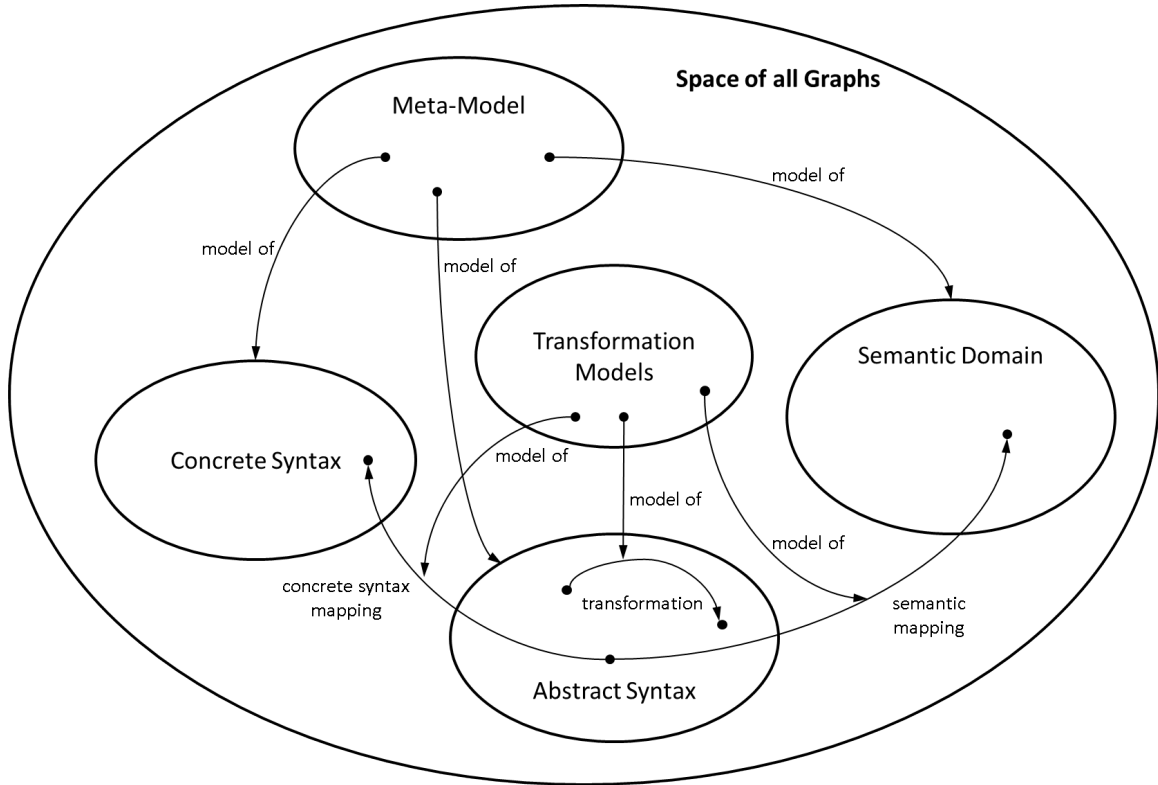 Space of all Graphs
Meta-Model
model of
model of
model of
Transformation
Models
Semantic Domain
Concrete Syntax
model of
model of
model of
concrete syntax
mapping
transformation
semantic
mapping
Abstract Syntax